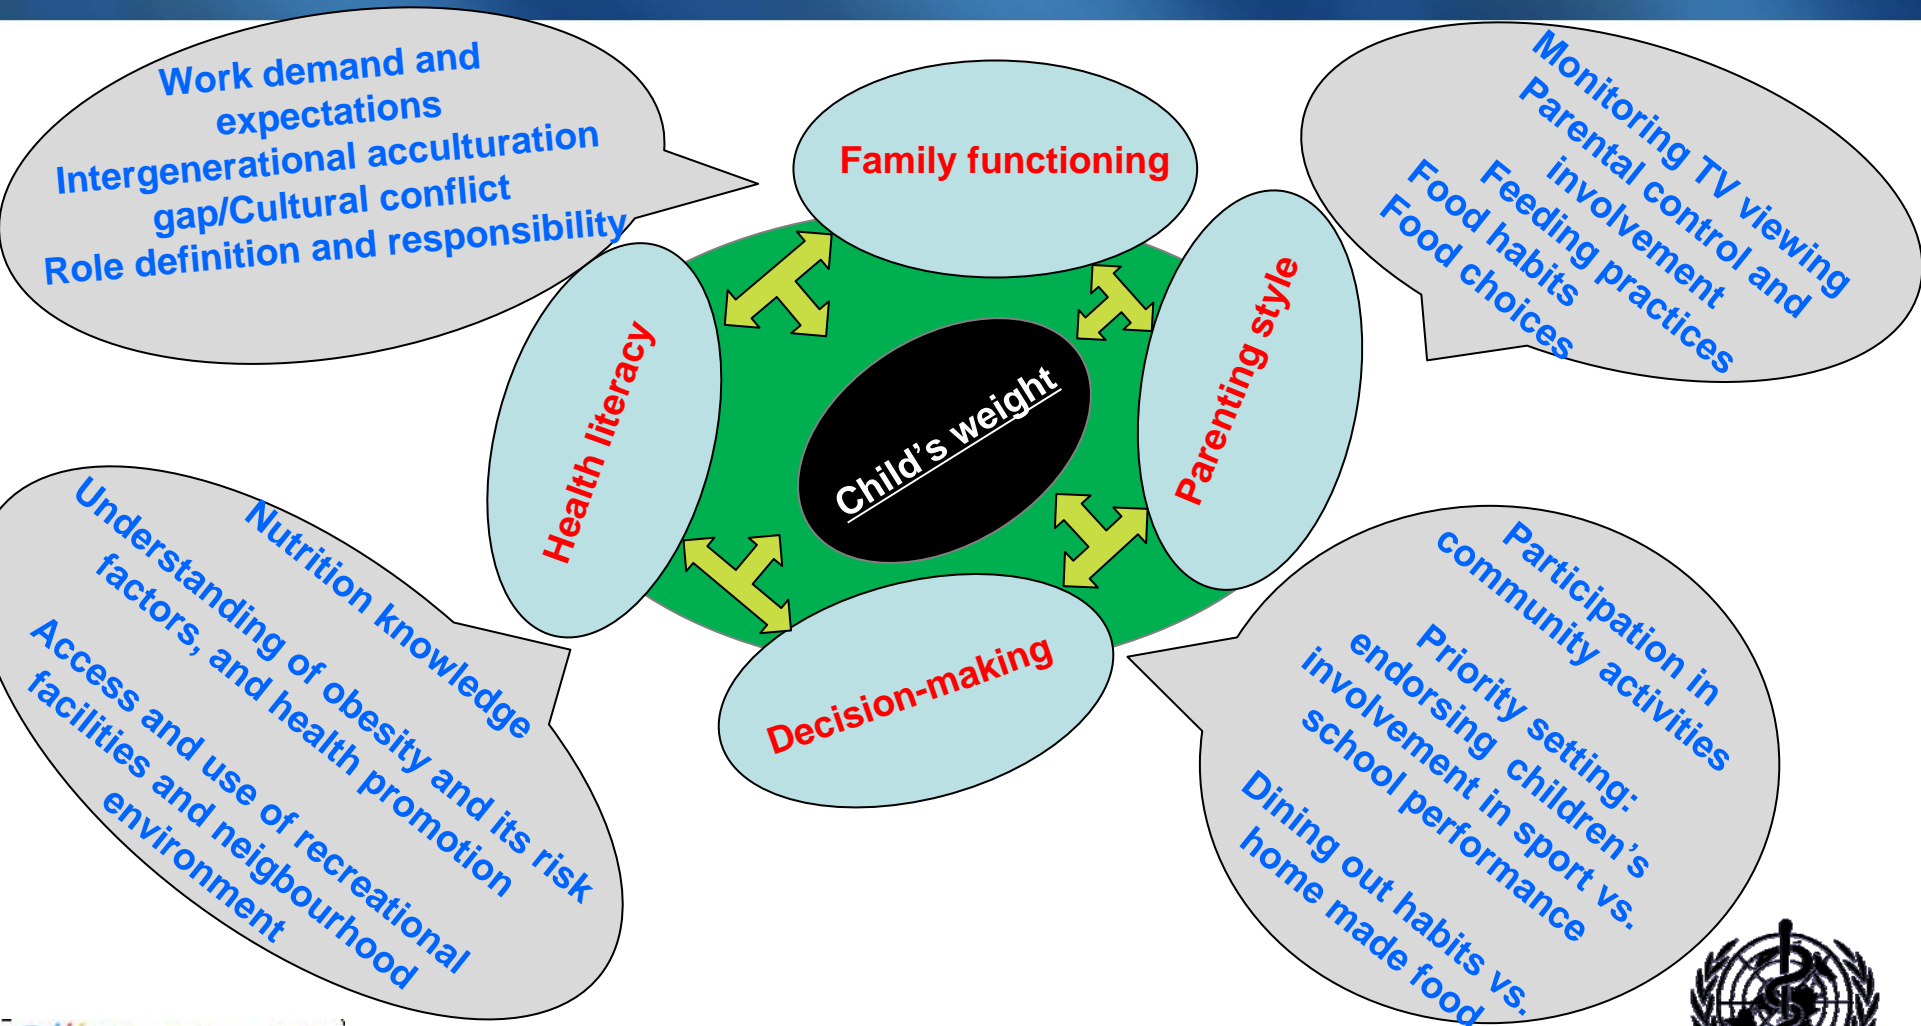 Work demand and
expectations
Intergenerational acculturation
gap/Cultural conflict
Role definition and responsibility
Family functioning
Monitoring TV viewing
Parental control and
involvement
Feeding practices
Food habits
Food choices
Health literacy
Child's weight
Parenting style
Decision-making
Nutrition knowledge
Understanding of obesity and its risk
factors, and health promotion
Access and use of recreational
facilities and neigbourhood
environment
Participation in
community activities
Priority setting:
endorsing children's
involvement in sport vs.
school performance
Dining out habits vs.
home made food